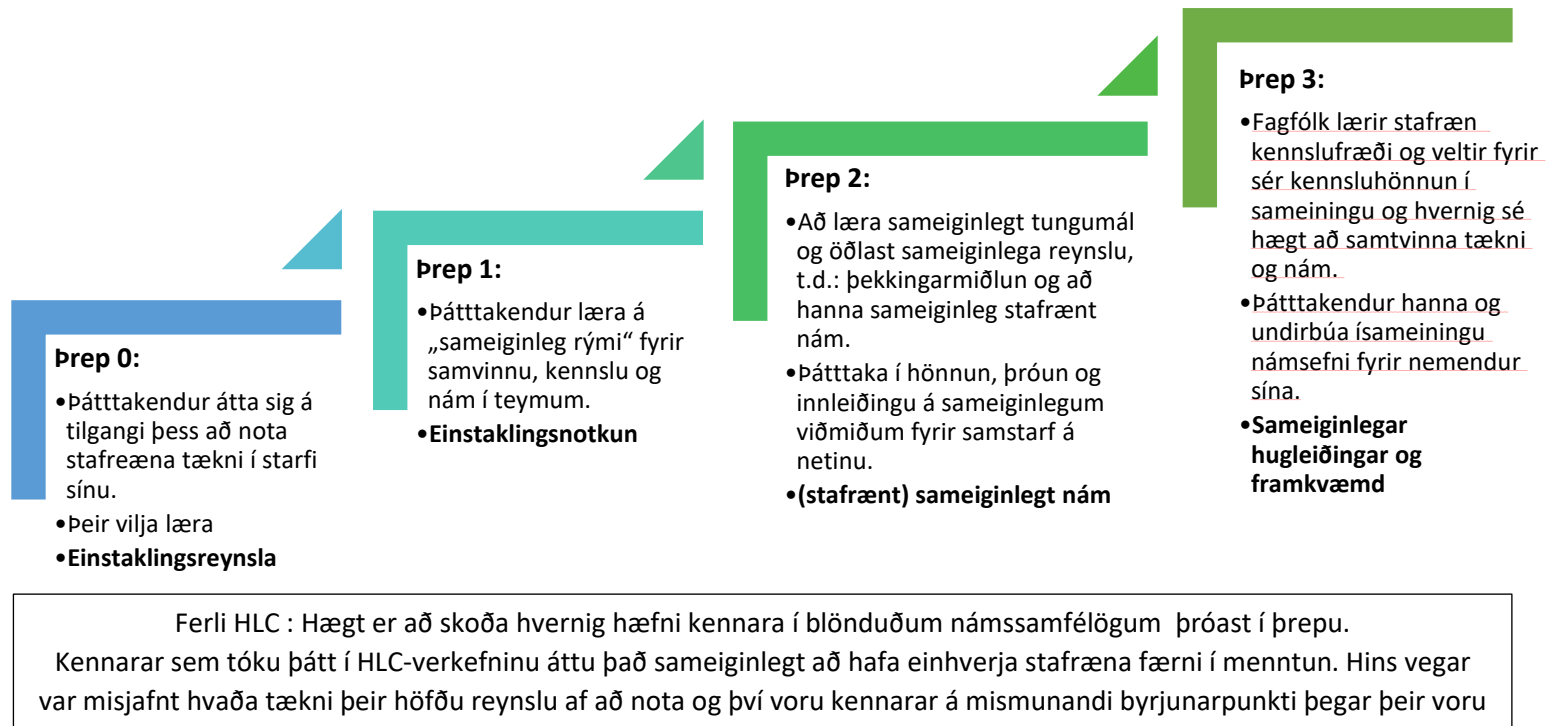 Þrep 0:
•Þátttakendur átta sig á
tilgangi þess að nota
stafreæna tækni í starfi
sínu.
•Þeir vilja læra
•Einstaklingsreynsla
Þrep 1:
•Þátttakendur læra á
„sameiginleg rými“ fyrir
samvinnu, kennslu og
nám í teymum.
•Einstaklingsnotkun
Þrep 2:
•Að læra sameiginlegt tungumál
og öðlast sameiginlega reynslu,
t.d.: þekkingarmiðlun og að
hanna sameiginleg stafrænt
nám.
•Þátttaka í hönnun, þróun og
innleiðingu á sameiginlegum
viðmiðum fyrir samstarf á
netinu.
•(stafrænt) sameiginlegt nám
Þrep 3:
•Fagfólk lærir stafræn
kennslufræði og veltir fyrir
sér kennsluhönnun í
sameiningu og hvernig sé
hægt að samtvinna tækni
og nám.
•Þátttakendur hanna og
undirbúa ísameiningu
námsefni fyrir nemendur
sína.
•Sameiginlegar
hugleiðingar og
framkvæmd
Ferli HLC : Hægt er að skoða hvernig hæfni kennara í blönduðum námssamfélögum þróast í þrepu.
Kennarar sem tóku þátt í HLC-verkefninu áttu það sameiginlegt að hafa einhverja stafræna færni í menntun. Hins vegar
var misjafnt hvaða tækni þeir höfðu reynslu af að nota og því voru kennarar á mismunandi byrjunarpunkti þegar þeir voru